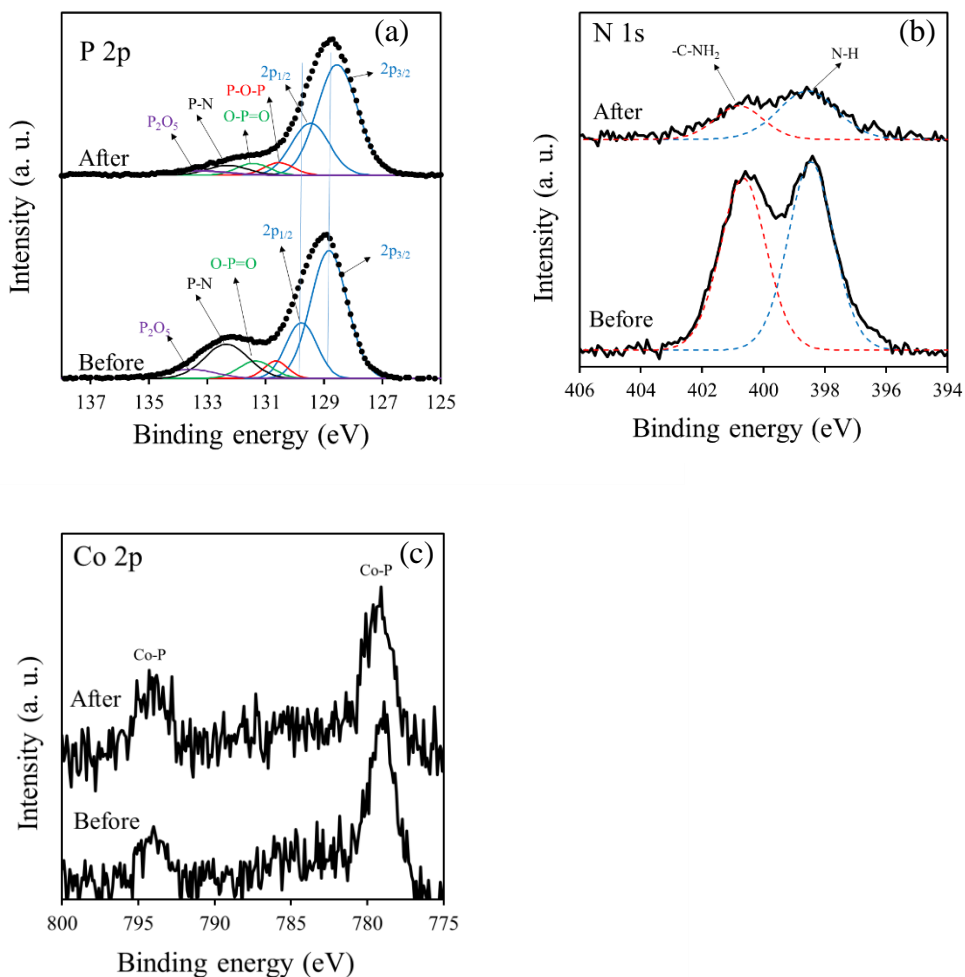 P 2p
(a)
2p1/2
2p3/2
P-O-P
P-N
O-P=O
P2O5
After
2p1/2
2p3/2
O-P=O
P-N
P2O5
Before
Intensity (a. u.)
137 135 133 131 129 127 125
Binding energy (eV)
N 1s
(b)
-C-NH2
N-H
After
Before
Intensity (a. u.)
406 404 402 400 398 396 394
Binding energy (eV)
Co 2p
(c)
Co-P
Co-P
After
Before
Intensity (a. u.)
800 795 790 785 780 775
Binding energy (eV)